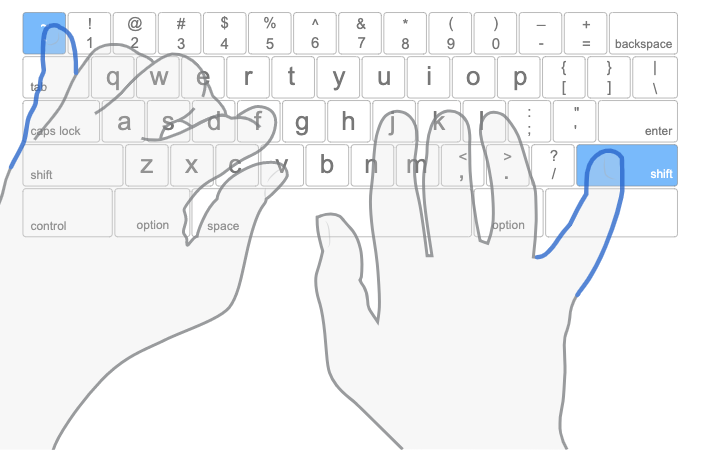 ~ ! @ # $ % ^ & * ( ) – +
1 2 3 4 5 6 7 8 9 0 - = backspace
tab q w e r t y u i o p { [ } ] | \
caps lock a s d f g h j k l : ; " ' enter
shift z x c v b n m < , > . ? / shift
control option space option